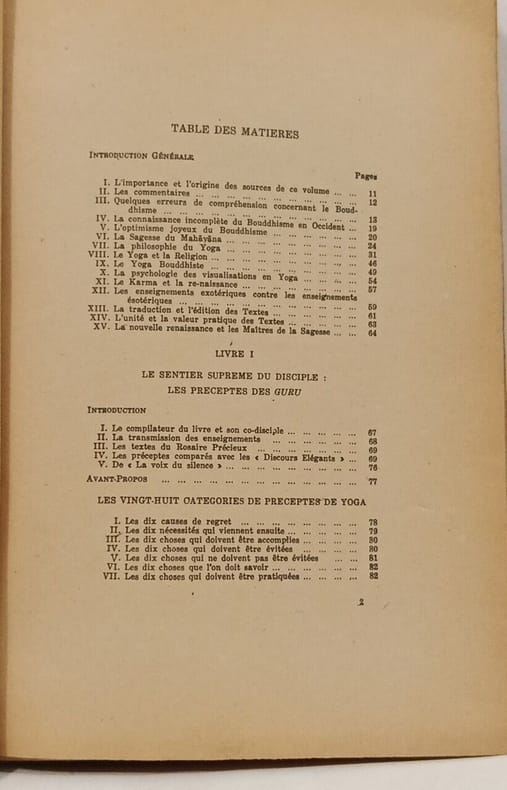 TABLE DES MATIERES
INTRODUCTION GÉNÉRALE
Pages
I. L'importance et l'origine des sources de ce volume ... ... 11
II. Les commentaires ... ... ... ... ... ... ... ... ... ... 12
III. Quelques erreurs de compréhension concernant le Boud-
dhisme ... ... ... ... ... ... ... ... ... ... ... 13
IV. La connaissance incomplète du Bouddhisme en Occident ... 19
V. L'optimisme joyeux du Bouddhisme ... ... ... ... ... ... 20
VI. La Sagesse du Mahâyâna ... ... ... ... ... ... ... ... 24
VII. La philosophie du Yoga ... ... ... ... ... ... ... ... 31
VIII. Le Yoga et la Religion ... ... ... ... ... ... ... ... 46
IX. Le Yoga Bouddhiste ... ... ... ... ... ... ... ... ... 49
X. La psychologie des visualisations en Yoga ... ... ... ... 54
XI. Le Karma et la re-naissance ... ... ... ... ... ... ... 57
XII. Les enseignements exotériques contre les enseignements
ésotériques ... ... ... ... ... ... ... ... ... ... 59
XIII. La traduction et l'édition des Textes ... ... ... ... ... 61
XIV. L'unité et la valeur pratique des Textes ... ... ... ... 63
XV. La nouvelle renaissance et les Maîtres de la Sagesse ... ... 64
LIVRE I
LE SENTIER SUPREME DU DISCIPLE :
LES PRECEPTES DES GURU
INTRODUCTION
I. Le compilateur du livre et son co-disciple ... ... ... ... ... 67
II. La transmission des enseignements ... ... ... ... ... ... 68
III. Les textes du Rosaire Précieux ... ... ... ... ... ... ... 69
IV. Les préceptes comparés avec les « Discours Elégants » ... ... 69
V. De « La voix du silence » ... ... ... ... ... ... ... ... ... 76
AVANT-PROPOS ... ... ... ... ... ... ... ... ... ... ... ... ... 77
LES VINGT-HUIT CATEGORIES DE PRECEPTES DE YOGA
I. Les dix causes de regret ... ... ... ... ... ... ... ... 78
II. Les dix nécessités qui viennent ensuite ... ... ... ... ... 79
III. Les dix choses qui doivent être accomplies ... ... ... ... 80
IV. Les dix choses qui doivent être évitées ... ... ... ... ... 80
V. Les dix choses qui ne doivent pas être évitées ... ... 81
VI. Les dix choses que l'on doit savoir ... ... ... ... ... ... 82
VII. Les dix choses qui doivent être pratiquées ... ... ... ... 82
2